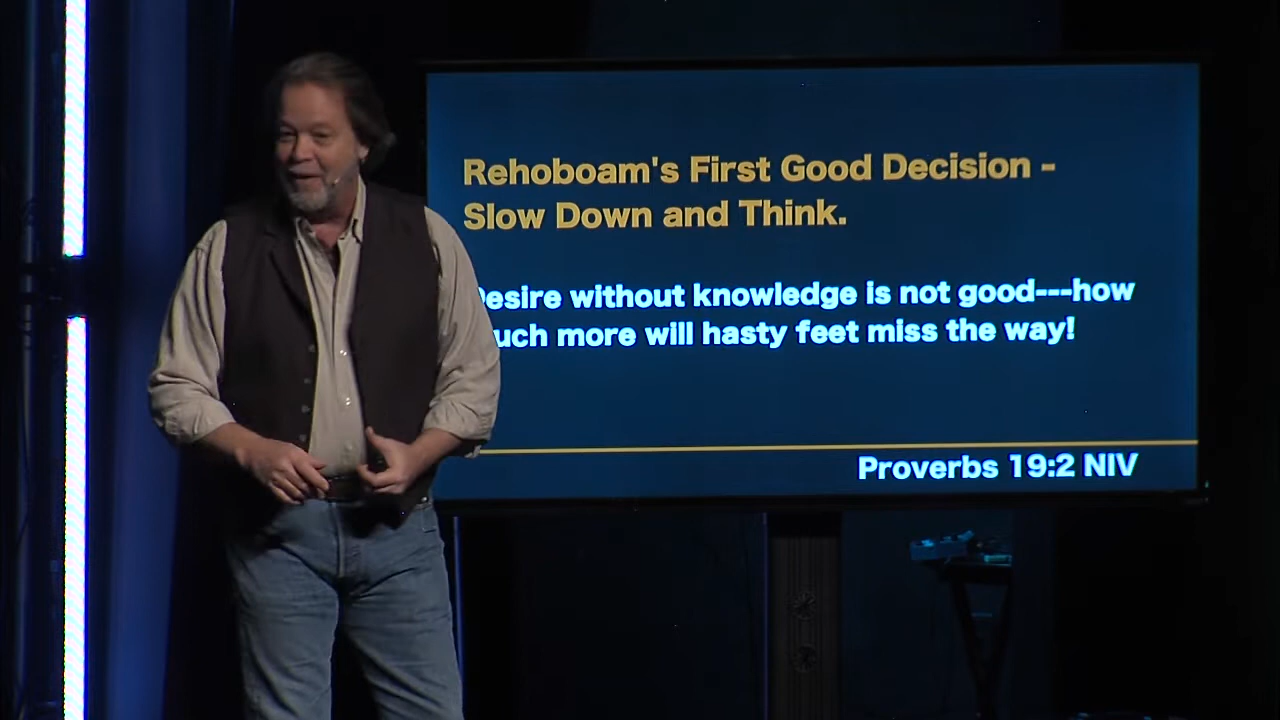 Rehoboam's First Good Decision -
Slow Down and Think.
Desire without knowledge is not good---how
uch more will hasty feet miss the way!
Proverbs 19:2 NIV